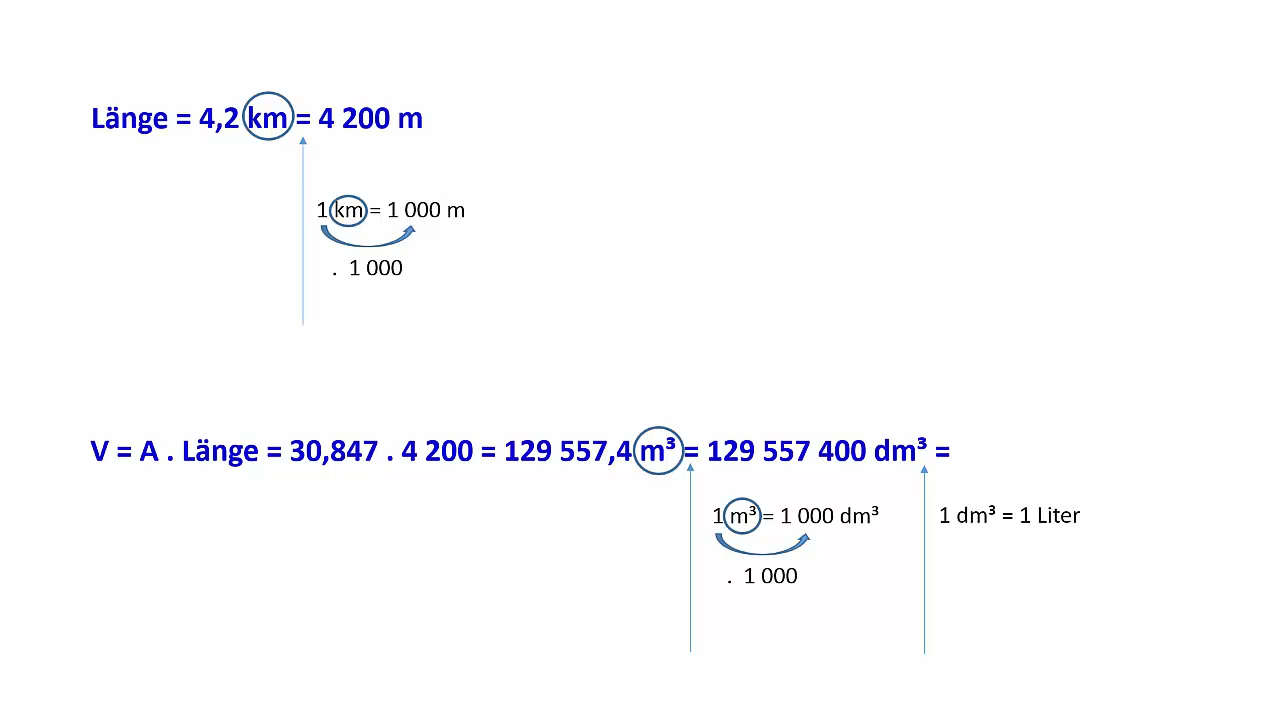 Länge = 4,2 km = 4 200 m
1 km = 1 000 m
. 1 000
V = A . Länge = 30,847 . 4 200 = 129 557,4 m³ = 129 557 400 dm³ =
1 m³ = 1 000 dm³
1 dm³ = 1 Liter
. 1 000